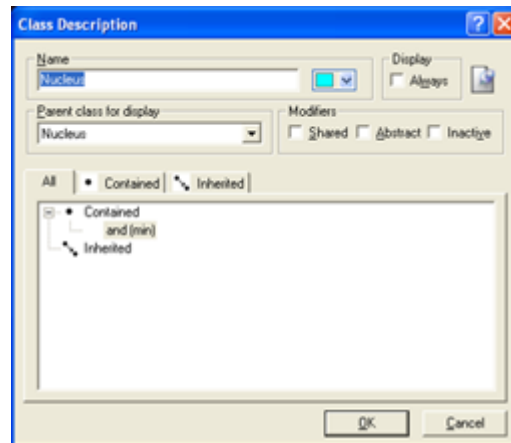 Class Description
Name
Display
Nucleus
Always
Parent class for display
Modifiers
Nucleus
Shared
Abstract
Inactive
All
Contained
Inherited
Contained
and (min)
Inherited
OK
Cancel